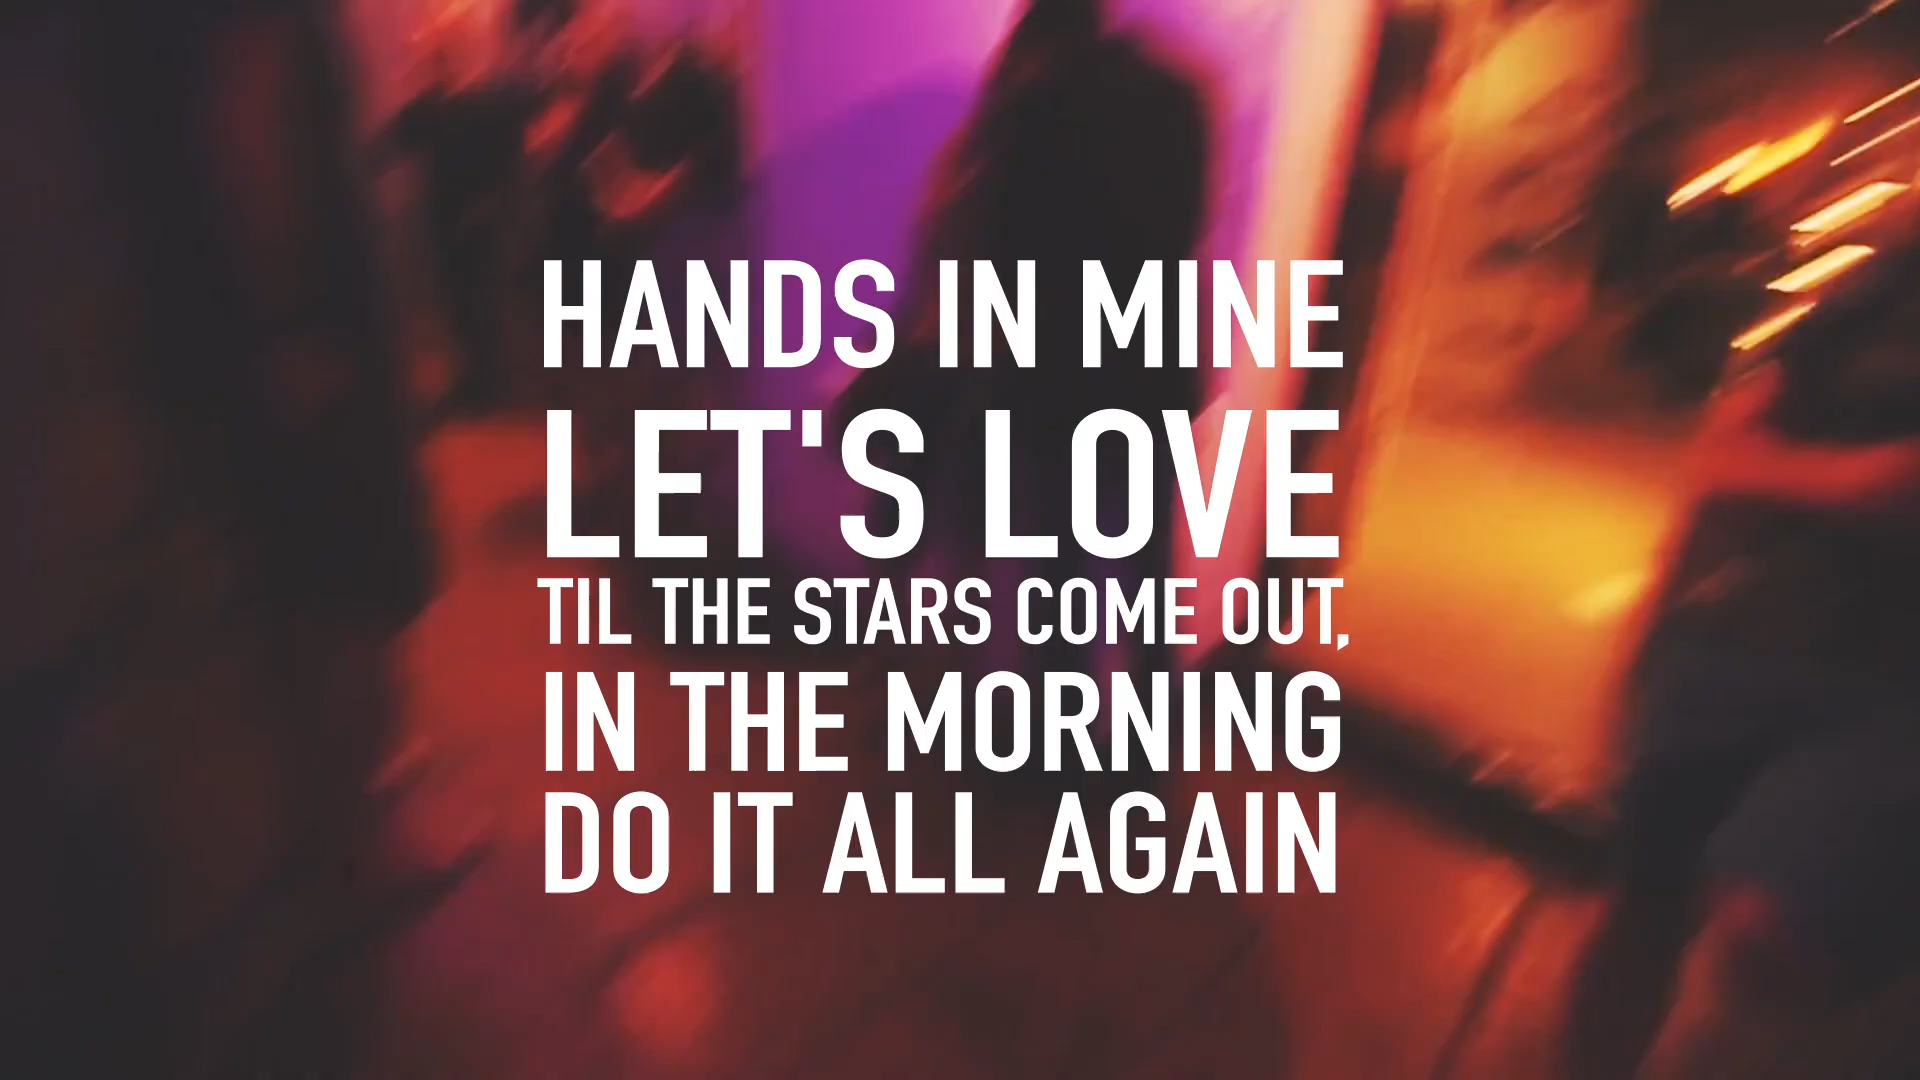 HANDS IN MINE
LET'S LOVE
TIL THE STARS COME OUT,
IN THE MORNING
DO IT ALL AGAIN